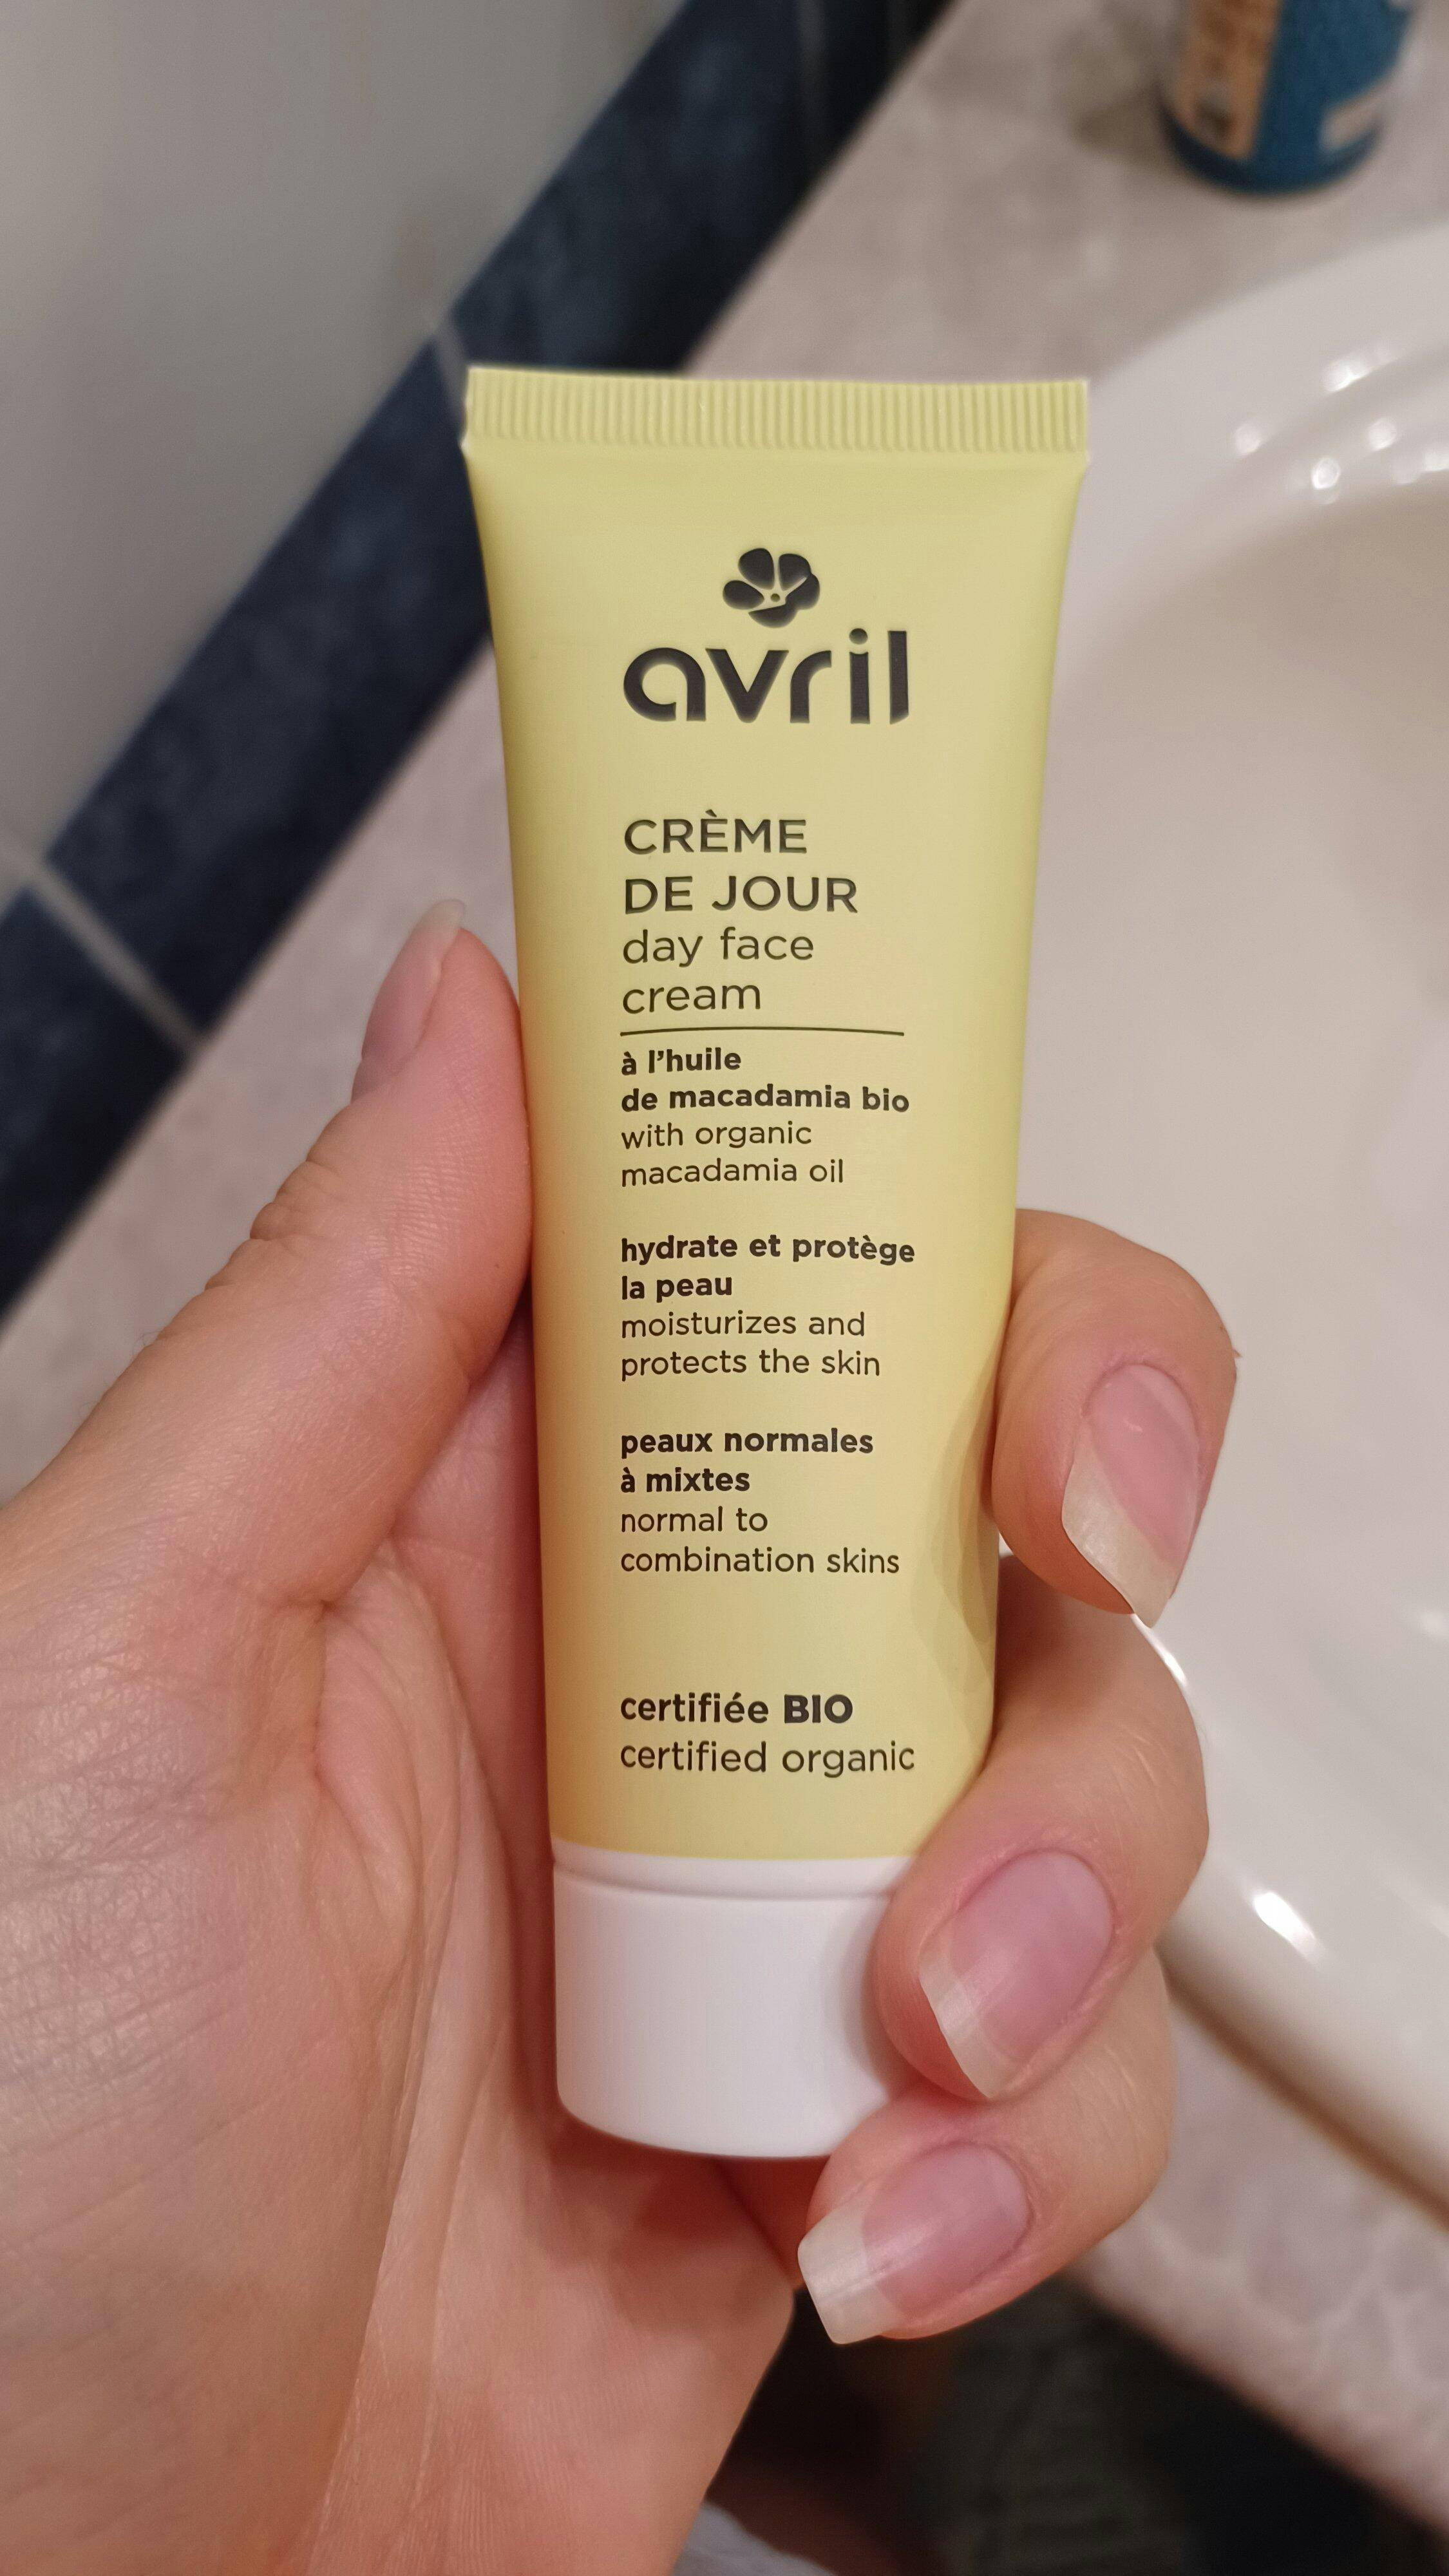 avril
CRÈME
DE JOUR
day face
cream
à l'huile
de macadamia bio
with organic
macadamia oil
hydrate et protège
la peau
moisturizes and
protects the skin
peaux normales
à mixtes
normal to
combination skins
certifiée BIO
certified organic